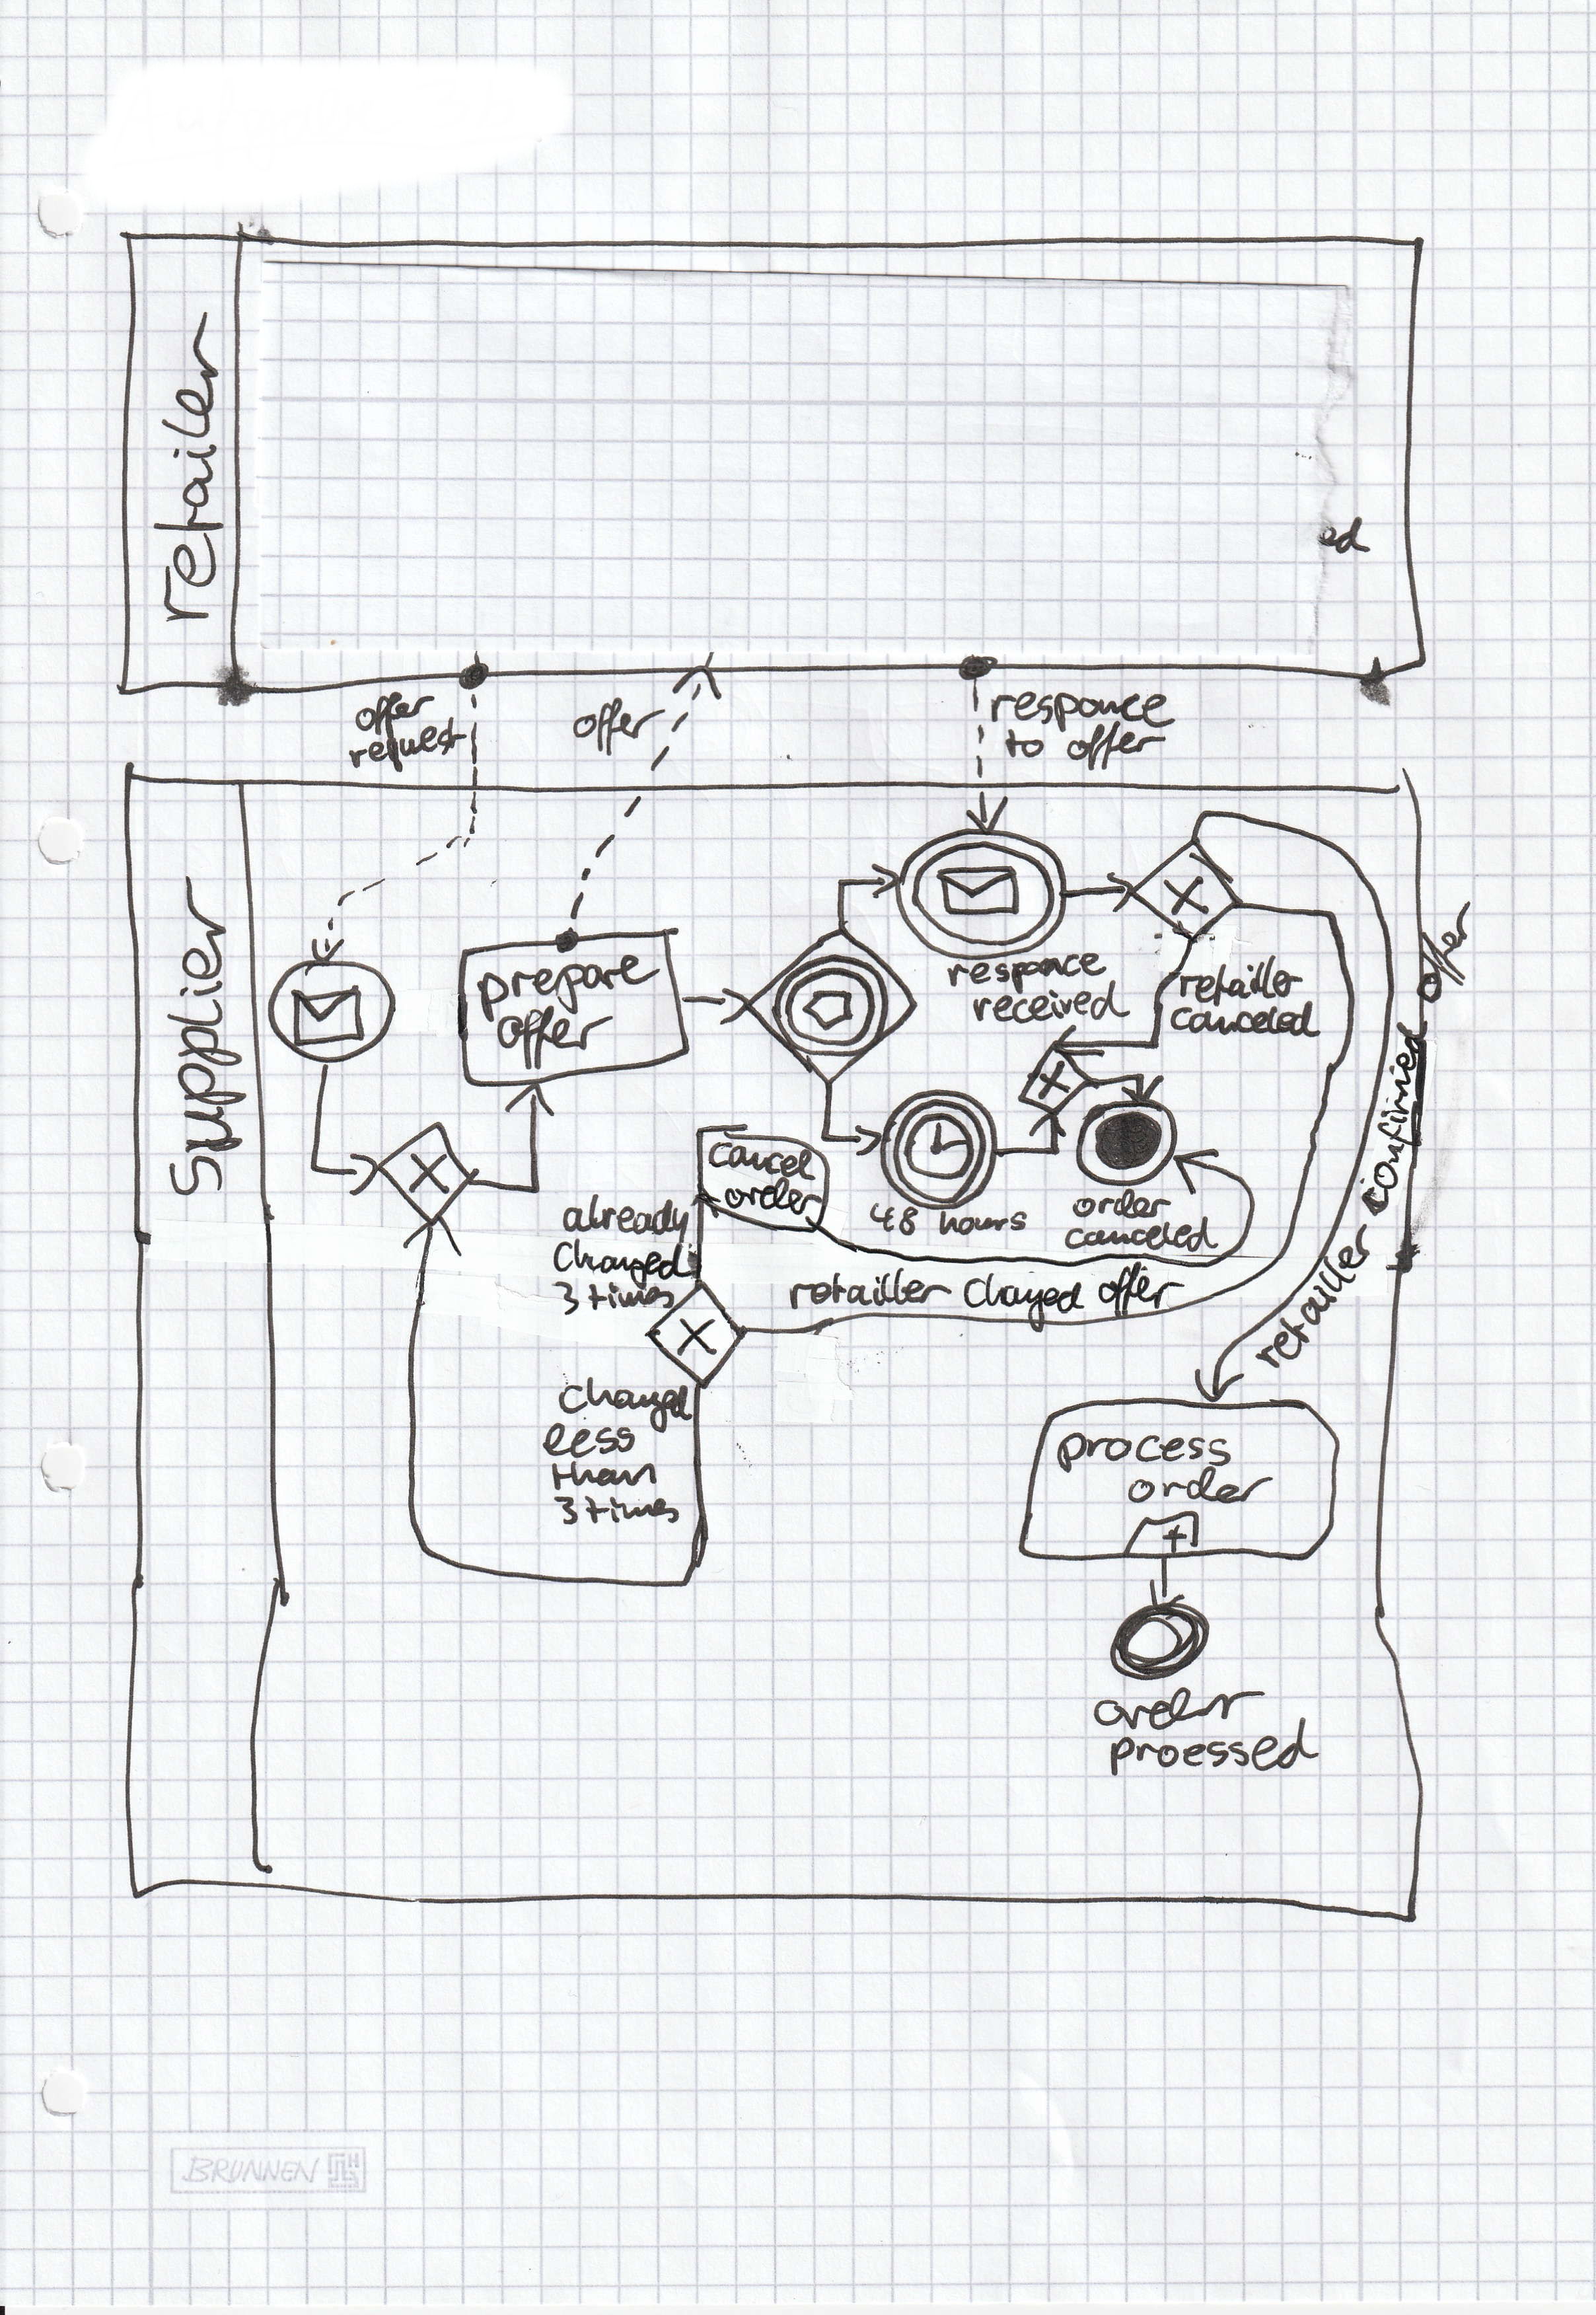 retailer
ed
offer
request
offer
responce
to offer
Supplier
prepare
offer
responce
received
retailler
canceled
cancel
order
48 hours
order
canceled
already
changed
3 times
retailler changed offer
retailler confirmed offer
changed
less
than
3 times
process
order
order
proessed
BRUNNEN